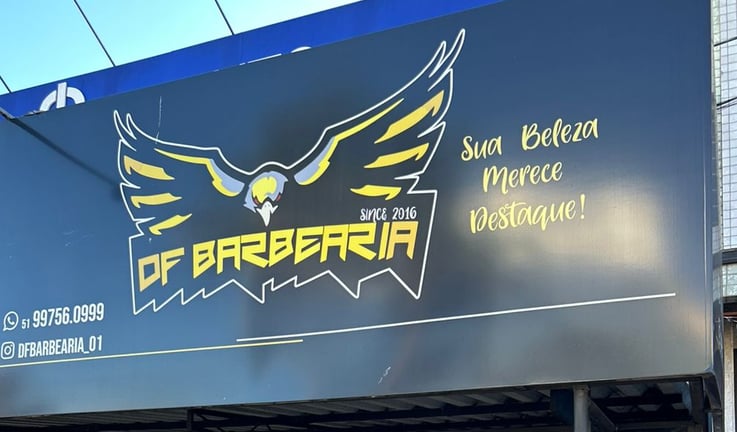 SINCE 2016
DF BARBEARIA
Sua Beleza
Merece
Destaque!
51 99756.0999
DFBARBEARIA_01